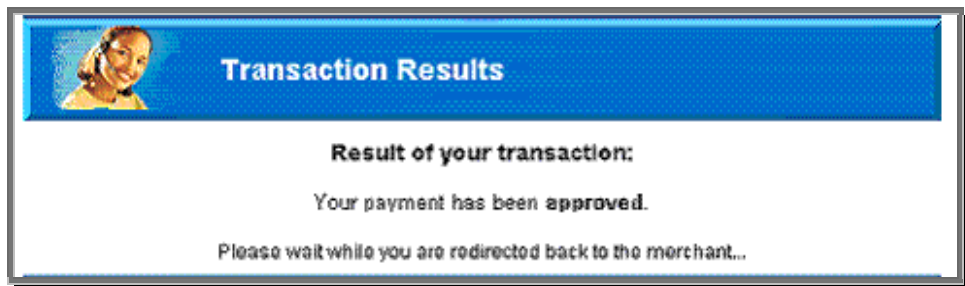 Transaction Results
Result of your transaction:
Your payment has been approved.
Please wait while you are redirected back to the merchant...